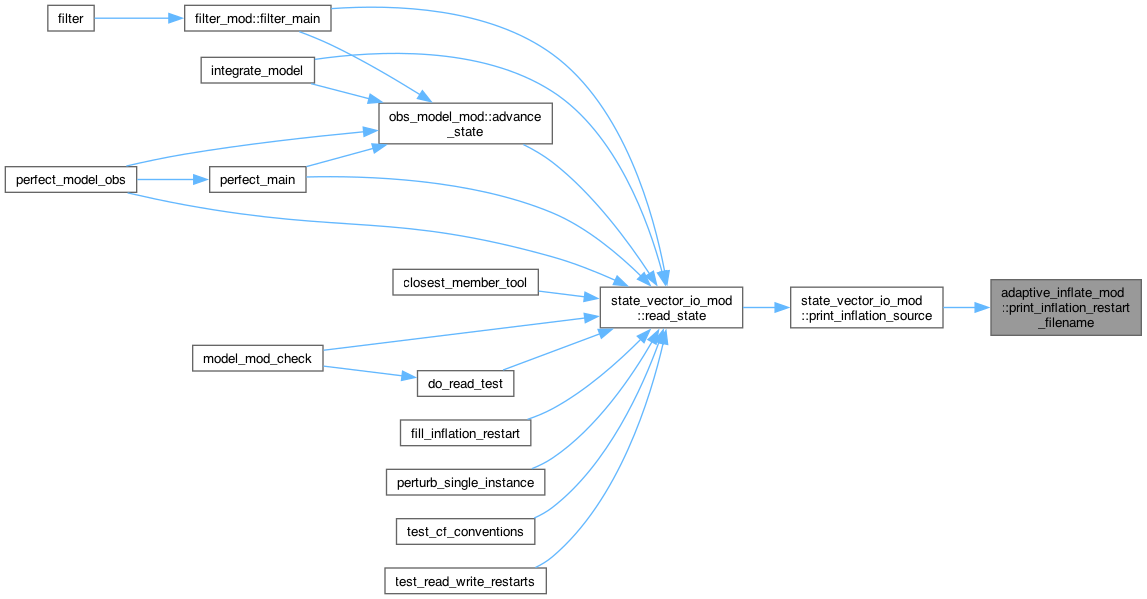 filter
filter_mod::filter_main
integrate_model
obs_model_mod::advance
_state
perfect_model_obs
perfect_main
closest_member_tool
state_vector_io_mod
::read_state
state_vector_io_mod
::print_inflation_source
adaptive_inflate_mod
::print_inflation_restart
_filename
model_mod_check
do_read_test
fill_inflation_restart
perturb_single_instance
test_cf_conventions
test_read_write_restarts